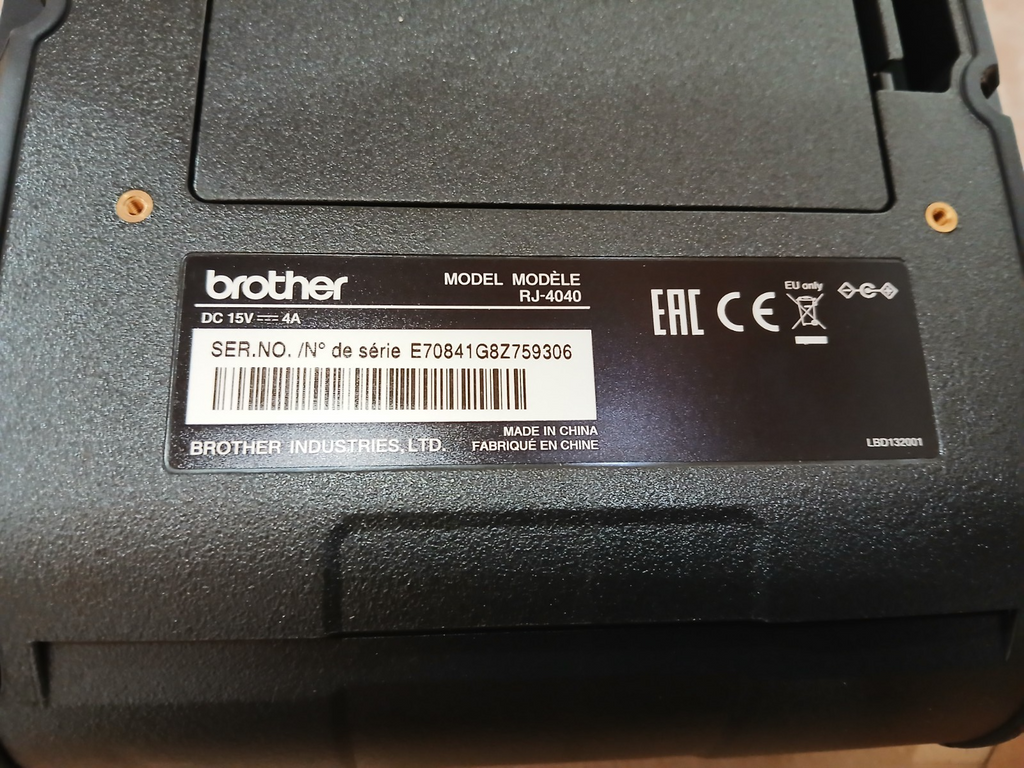 brother
MODEL MODÈLE
RJ-4040
DC 15V ⎓ 4A
SER.NO. /N° de série E70841G8Z759306
MADE IN CHINA
BROTHER INDUSTRIES, LTD. FABRIQUÉ EN CHINE
EAC CE
EU only
LBD132001